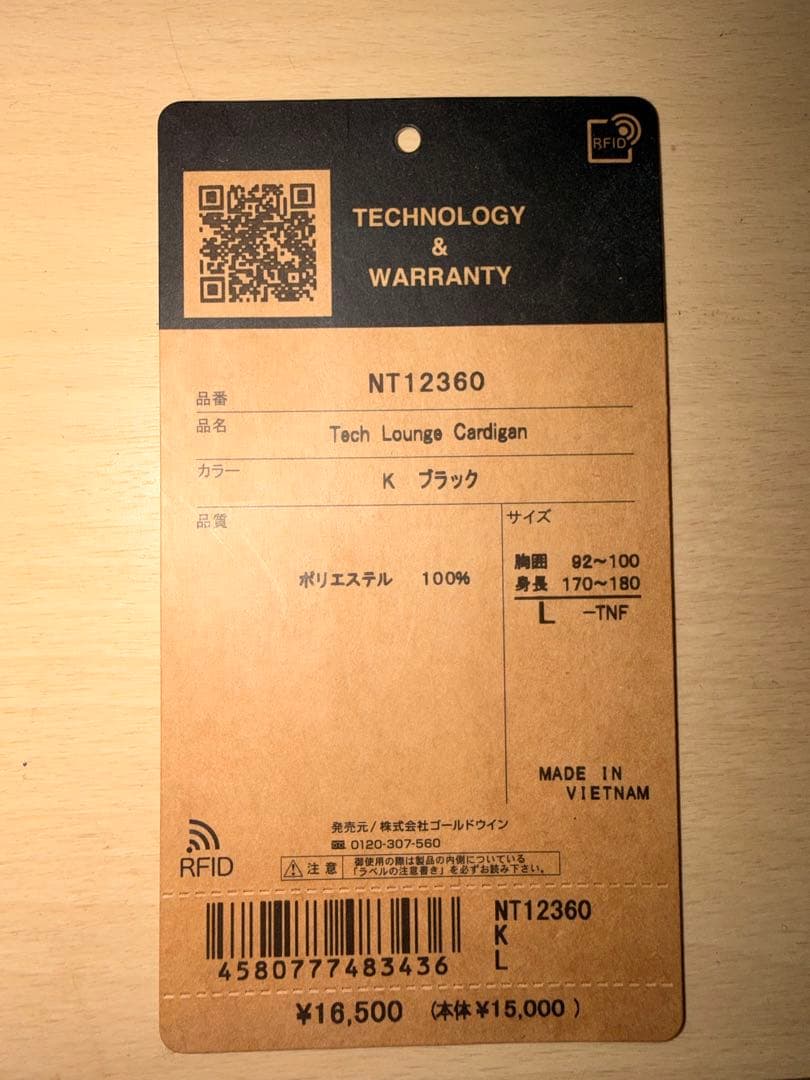 RFID
TECHNOLOGY
&
WARRANTY
品番 NT12360
品名 Tech Lounge Cardigan
カラー K ブラック
品質
ポリエステル 100%
サイズ
胸囲 92～100
身長 170～180
L -TNF
MADE IN
VIETNAM
RFID
発売元/株式会社ゴールドウイン
0120-307-560
注意
御使用の際は製品の内側についている
「ラベルの注意書き」を必ずお読み下さい。
4580777483436
NT12360
K
L
¥16,500 (本体¥15,000)